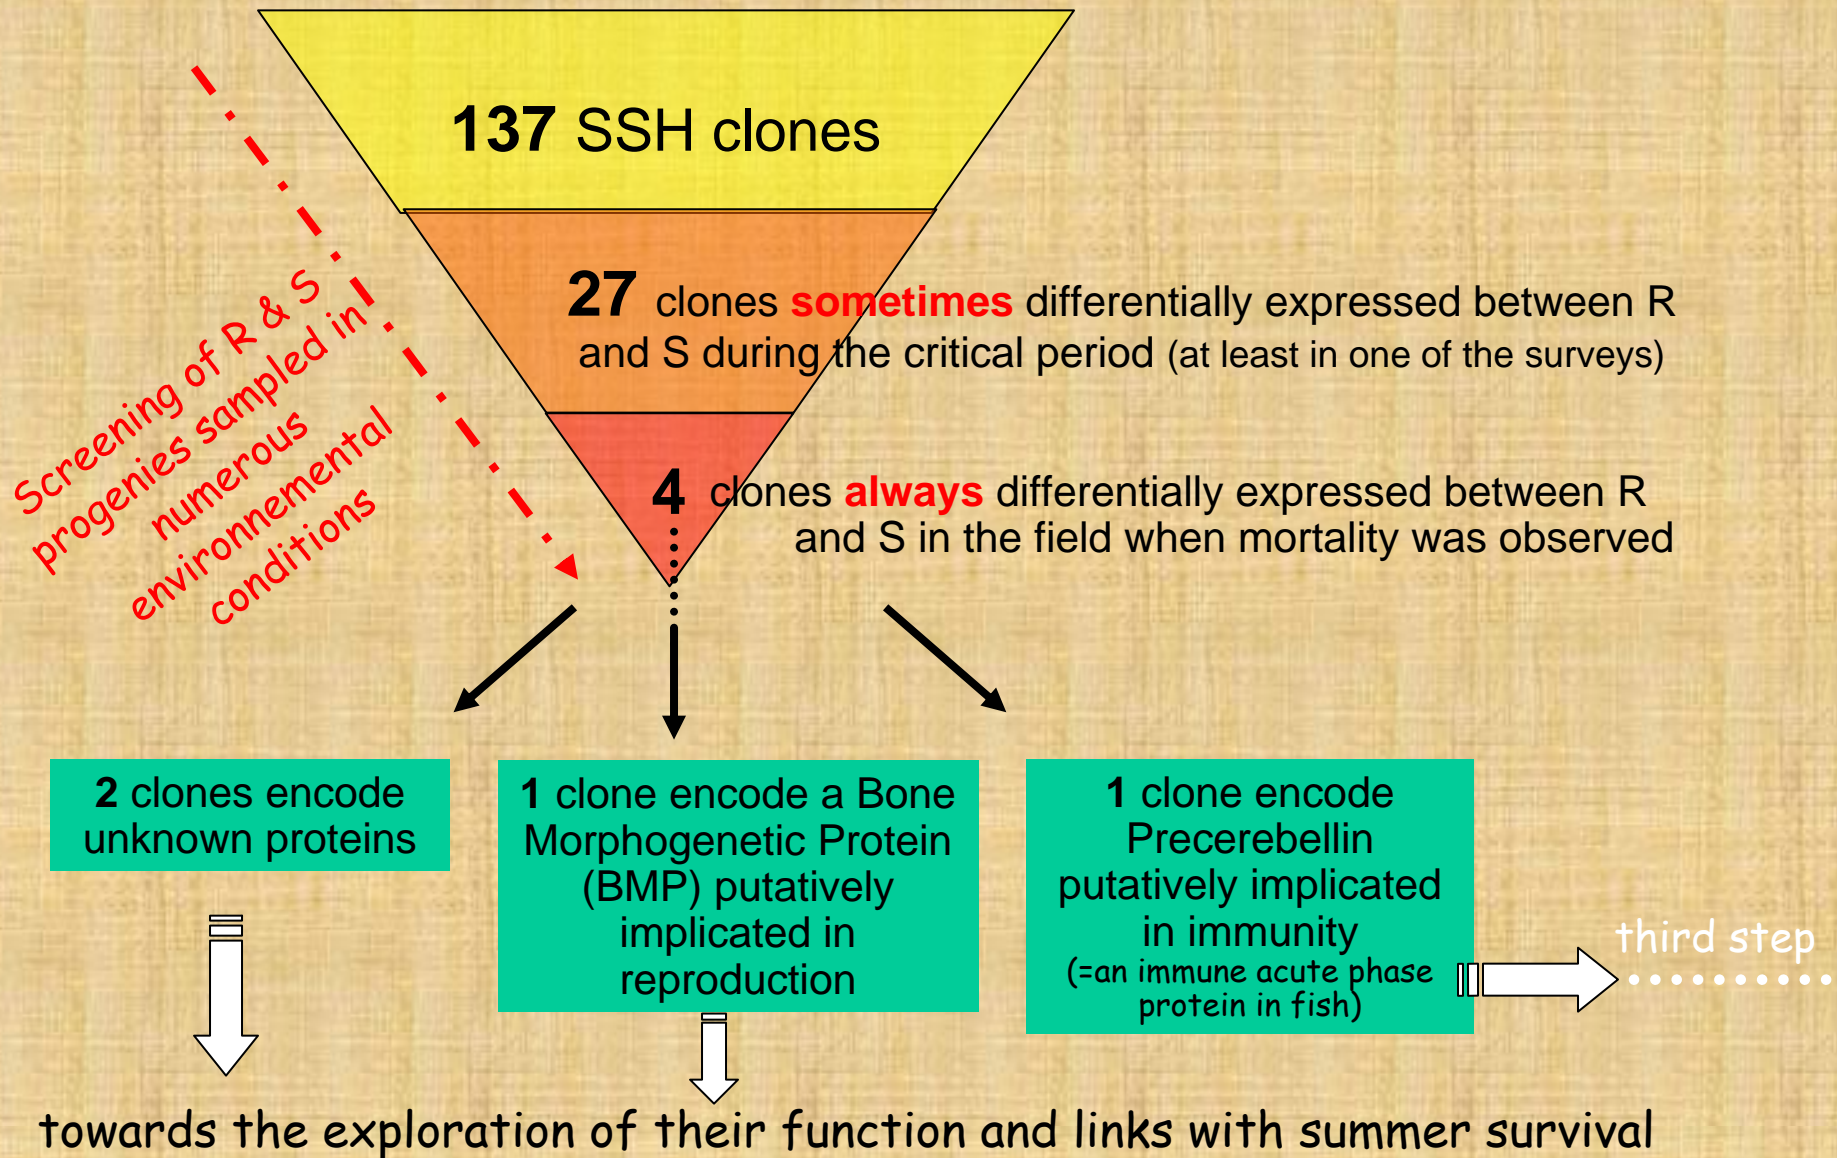 137 SSH clones
27 clones sometimes differentially expressed between R
and S during the critical period (at least in one of the surveys)
Screening of R & S
progenies sampled in
numerous
environnemental
conditions
4 clones always differentially expressed between R
and S in the field when mortality was observed
2 clones encode
unknown proteins
1 clone encode a Bone
Morphogenetic Protein
(BMP) putatively
implicated in
reproduction
1 clone encode
Precerebellin
putatively implicated
in immunity
(=an immune acute phase
protein in fish)
third step
towards the exploration of their function and links with summer survival